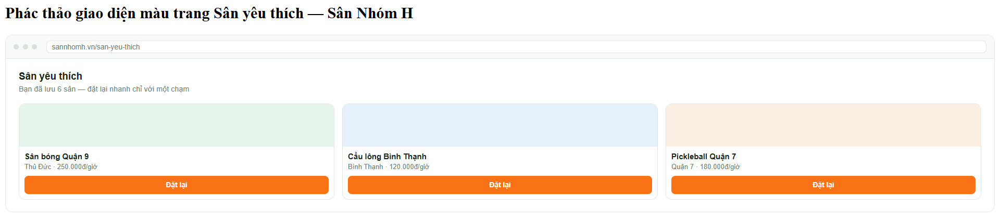 Phác thảo giao diện màu trang Sân yêu thích — Sân Nhóm H
sannhomh.vn/san-yeu-thich
Sân yêu thích
Bạn đã lưu 6 sân — đặt lại nhanh chỉ với một chạm
Sân bóng Quận 9
Thủ Đức · 250.000đ/giờ
Đặt lại
Cầu lông Bình Thạnh
Bình Thạnh · 120.000đ/giờ
Đặt lại
Pickleball Quận 7
Quận 7 · 180.000đ/giờ
Đặt lại